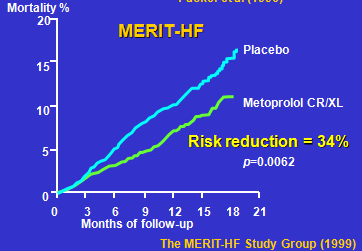 Mortality %
20
MERIT-HF
Placebo
15
Metoprolol CR/XL
10
Risk reduction = 34%
p=0.0062
5
0
0 3 6 9 12 15 18 21
Months of follow-up
The MERIT-HF Study Group (1999)